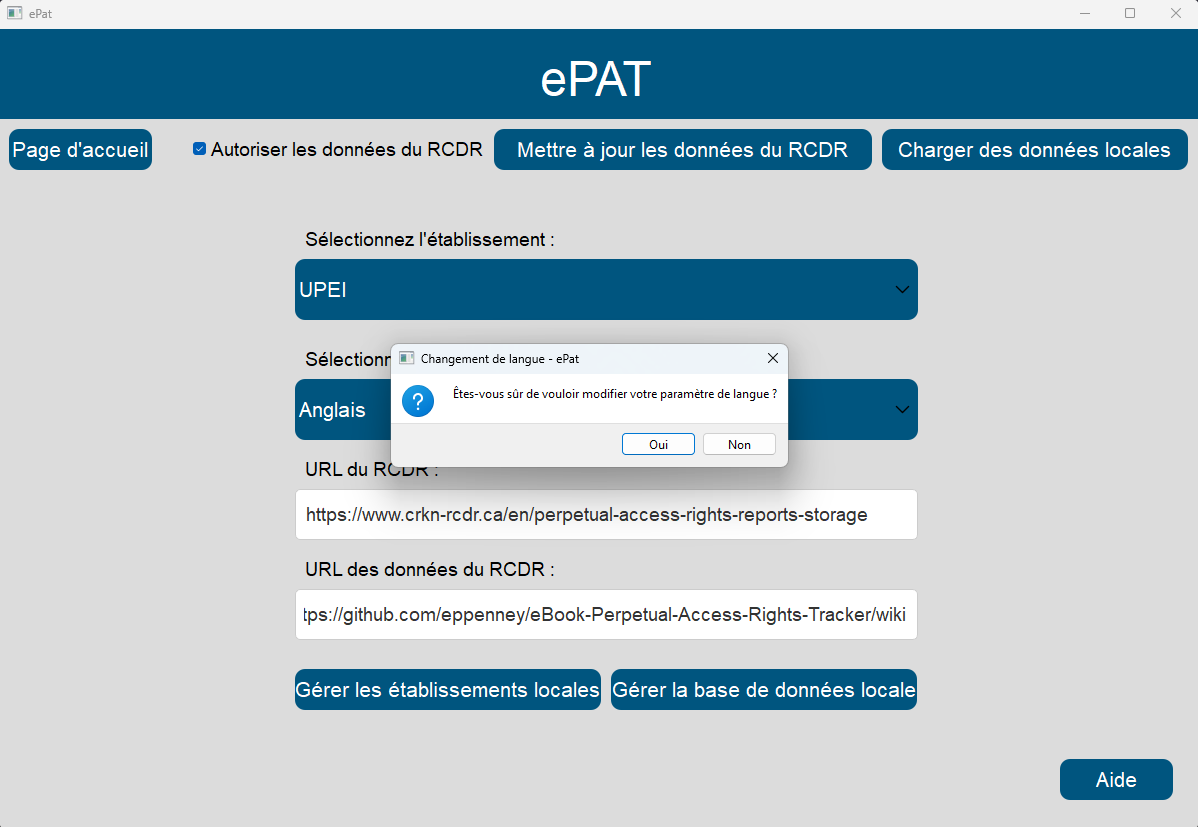 ePat
ePAT
Page d'accueil
Autoriser les données du RCDR
Mettre à jour les données du RCDR
Charger des données locales
Sélectionnez l'établissement :
UPEI
Changement de langue - ePat
Êtes-vous sûr de vouloir modifier votre paramètre de langue ?
Oui
Non
Anglais
URL du RCDR :
https://www.crkn-rcdr.ca/en/perpetual-access-rights-reports-storage
URL des données du RCDR :
tps://github.com/eppenney/eBook-Perpetual-Access-Rights-Tracker/wiki
Gérer les établissements locales
Gérer la base de données locale
Aide